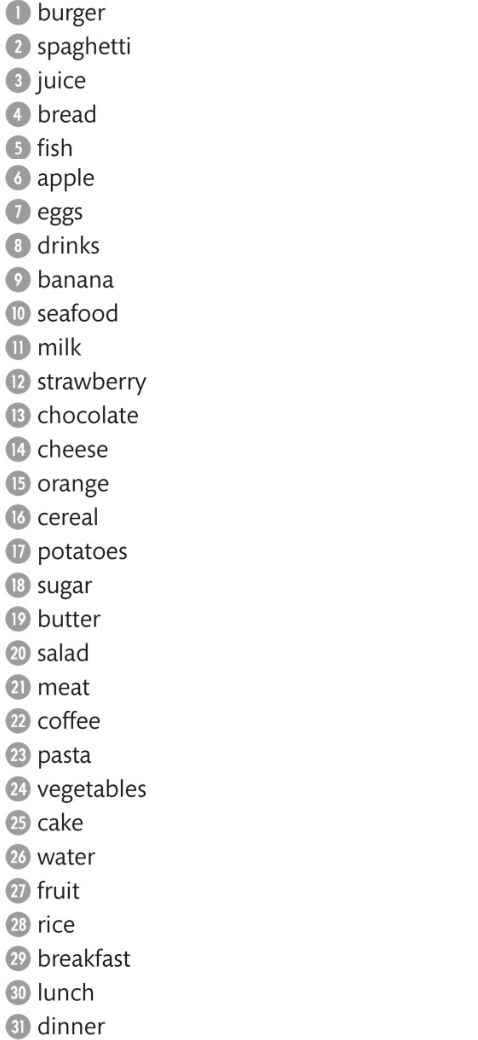 1 burger
2 spaghetti
3 juice
4 bread
5 fish
6 apple
7 eggs
8 drinks
9 banana
10 seafood
11 milk
12 strawberry
13 chocolate
14 cheese
15 orange
16 cereal
17 potatoes
18 sugar
19 butter
20 salad
21 meat
22 coffee
23 pasta
24 vegetables
25 cake
26 water
27 fruit
28 rice
29 breakfast
30 lunch
31 dinner